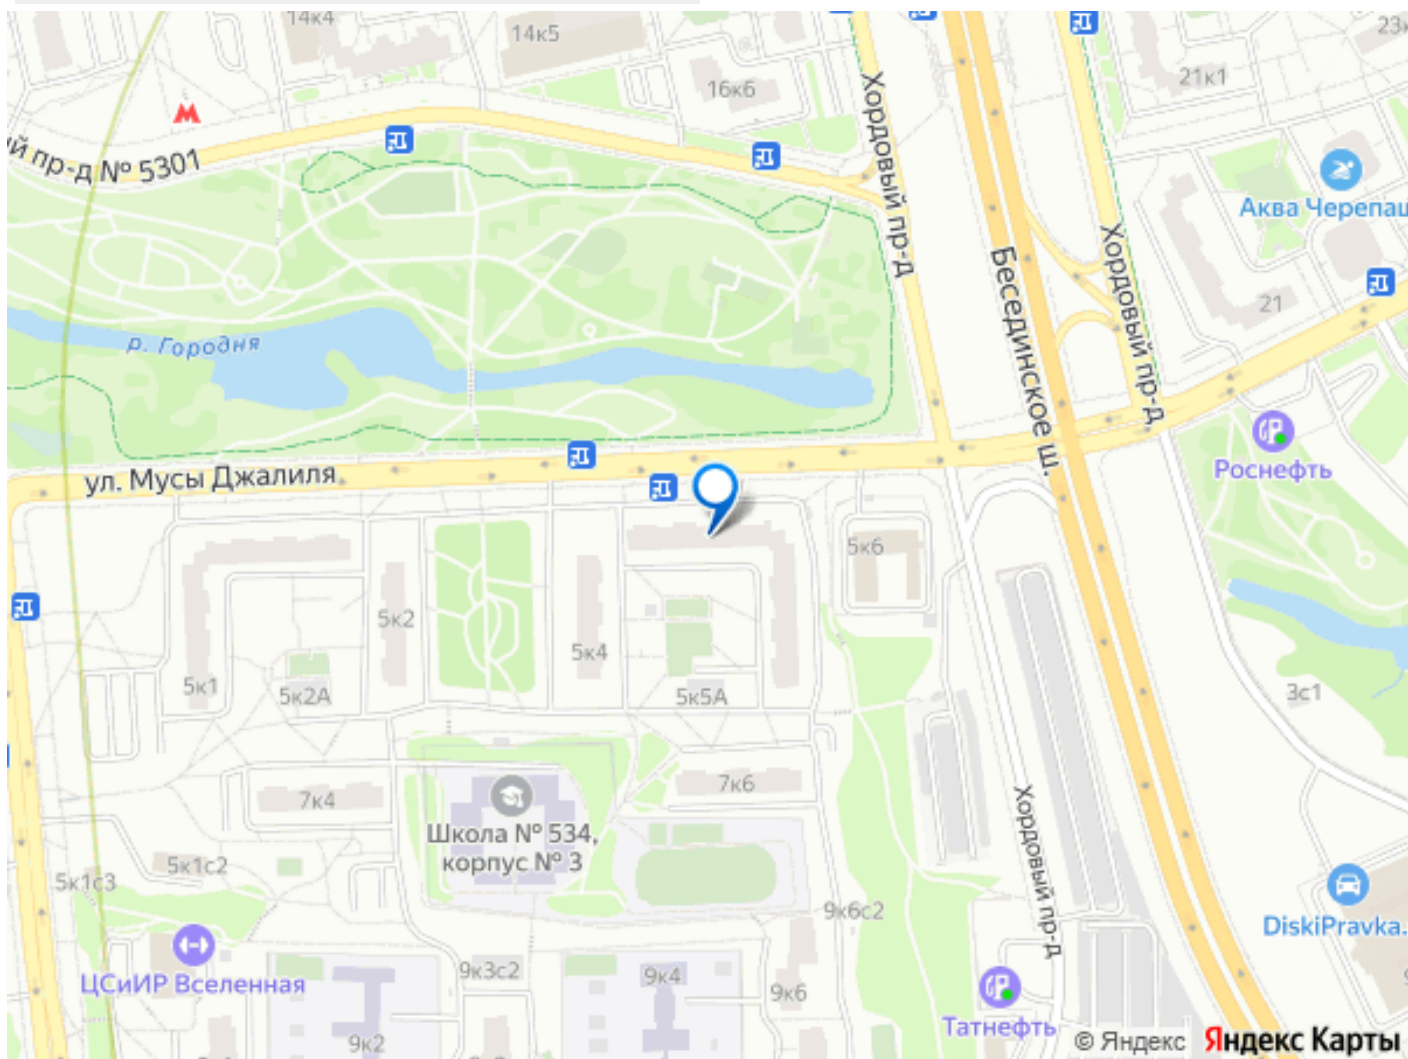 14к4
14к5
16к6
23к
21к1
й пр-д № 5301
Хордовый пр-д
Хордовый пр-д
Аква Черепаш
Бесединское ш.
21
р. Городня
ул. Мусы Джалиля
Роснефть
5к6
5к2
5к4
5к1
5к2А
5к5А
3с1
7к4
7к6
Школа № 534,
корпус № 3
5к1с2
5к1с3
9к6с2
Хордовый пр-д
DiskiPravka.
ЦСиИР Вселенная
9к3с2
9к4
9к6
9к2
Татнефть
© Яндекс Яндекс Карты